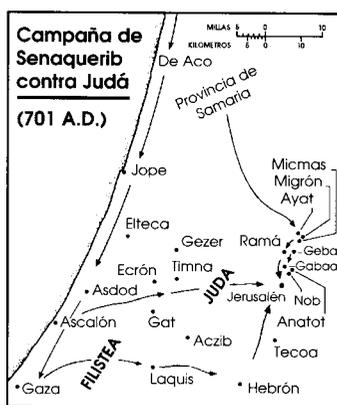 Campaña de
Senaquerib
contra Judá
(701 A.D.)
MILLAS
5 0 10
KILOMETROS
De Aco
Provincia de
Samaria
Micmas
Migrón
Ayat
Jope
Elteca
Gezer
Ramá
Geba
Gabaa
Ecrón
Timna
JUDA
Jerusalén
Nob
Anatot
Asdod
Ascalón
Gat
Aczib
Tecoa
FILISTEA
Laquis
Hebrón
Gaza